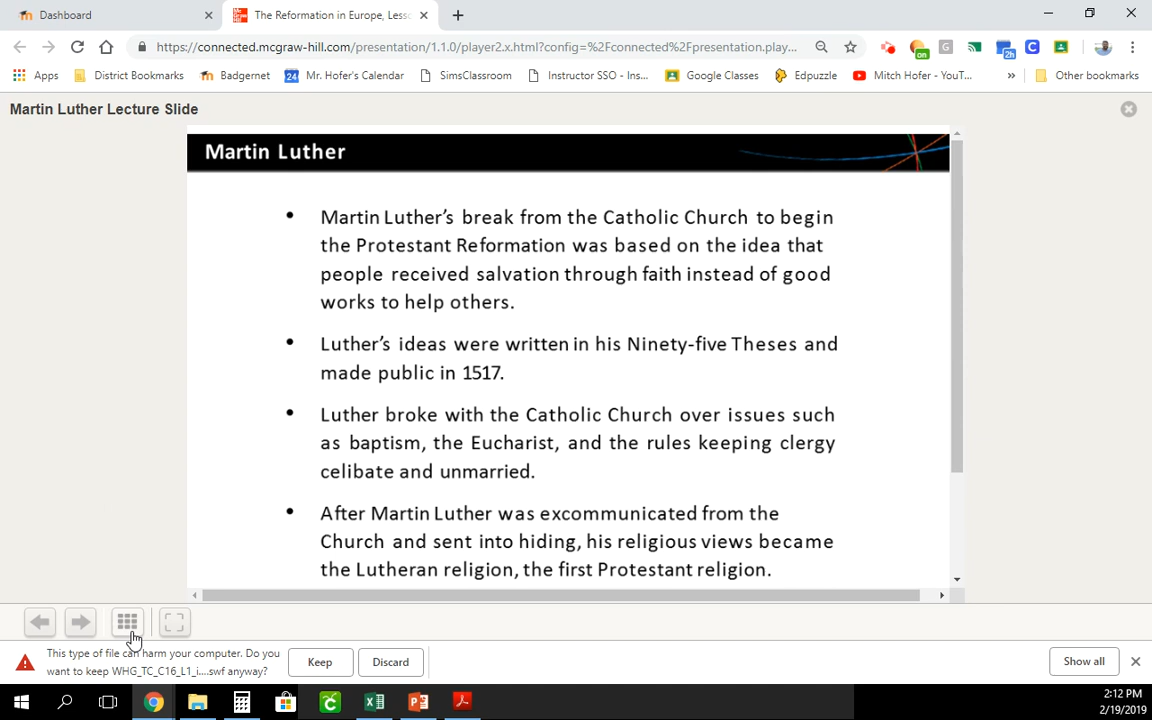 Dashboard
The Reformation in Europe, Less
https://connected.mcgraw-hill.com/presentation/1.1.0/player2.x.html?config=%2Fconnected%2Fpresentation.play...
on
G
2h
C
Apps
District Bookmarks
Badgernet
24
Mr. Hofer's Calendar
SimsClassroom
Instructor SSO - Ins...
Google Classes
Edpuzzle
Mitch Hofer - YouT...
»
Other bookmarks
Martin Luther Lecture Slide
Martin Luther
• Martin Luther's break from the Catholic Church to begin
the Protestant Reformation was based on the idea that
people received salvation through faith instead of good
works to help others.
• Luther's ideas were written in his Ninety-five Theses and
made public in 1517.
• Luther broke with the Catholic Church over issues such
as baptism, the Eucharist, and the rules keeping clergy
celibate and unmarried.
• After Martin Luther was excommunicated from the
Church and sent into hiding, his religious views became
the Lutheran religion, the first Protestant religion.
This type of file can harm your computer. Do you
want to keep WHG_TC_C16_L1_i....swf anyway?
Keep
Discard
Show all
2:12 PM
2/19/2019